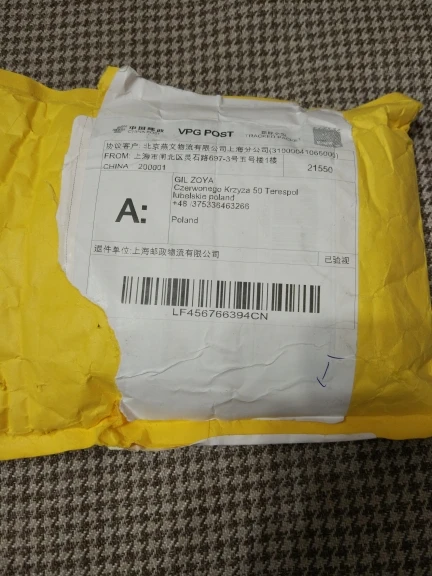 中国邮政 VPG POST
CHINA POST
协议客户: 北京燕文物流有限公司上海分公司(31000641066000)
FROM: 上海市闸北区灵石路697-3号五号楼1楼
CHINA 200001 21550
A:
GIL ZOYA
Czerwonego Krzyza 50 Terespol
lubelskie poland
+48 :375336463266
Poland
退件单位:上海邮政物流有限公司 已验视
LF456766394CN